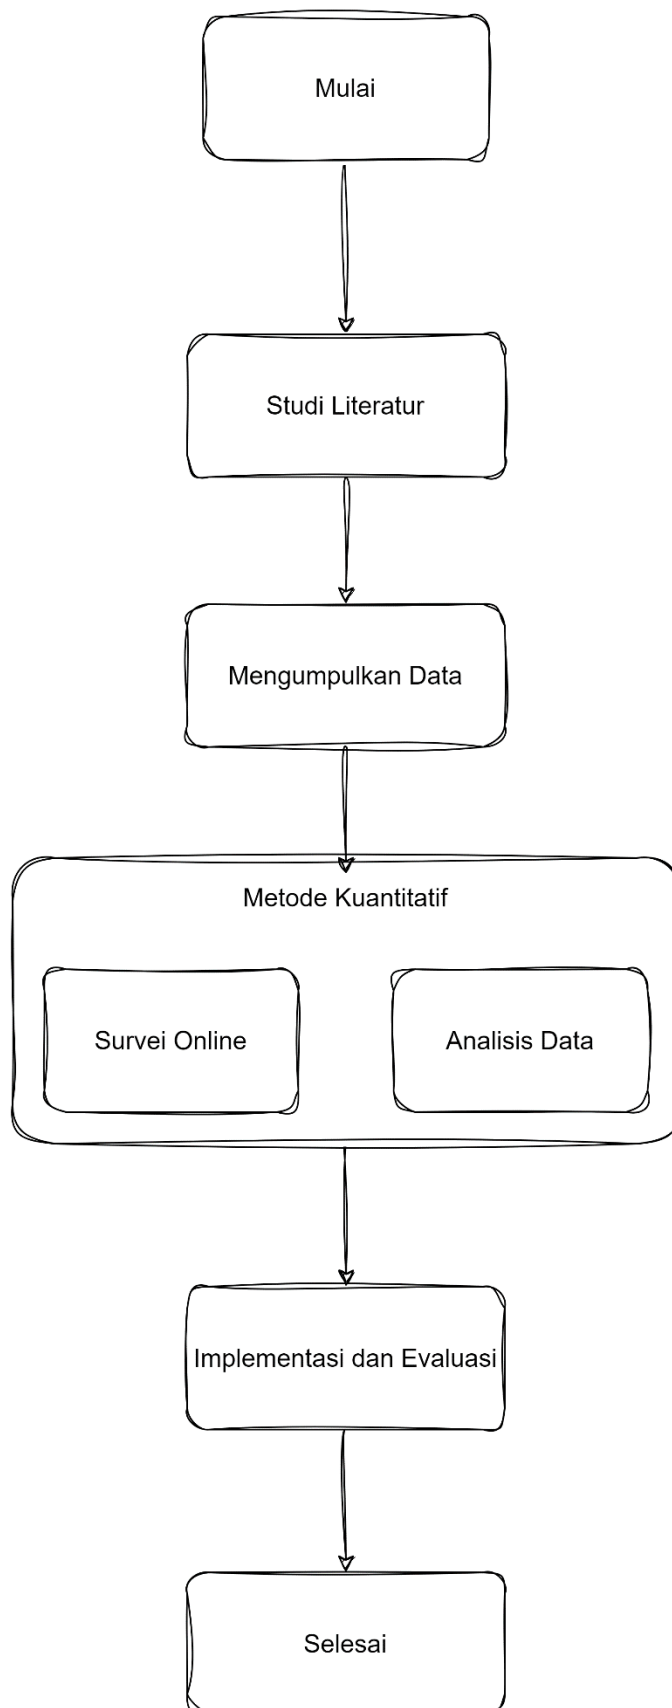 Mulai
Studi Literatur
Mengumpulkan Data
Metode Kuantitatif
Survei Online
Analisis Data
Implementasi dan Evaluasi
Selesai